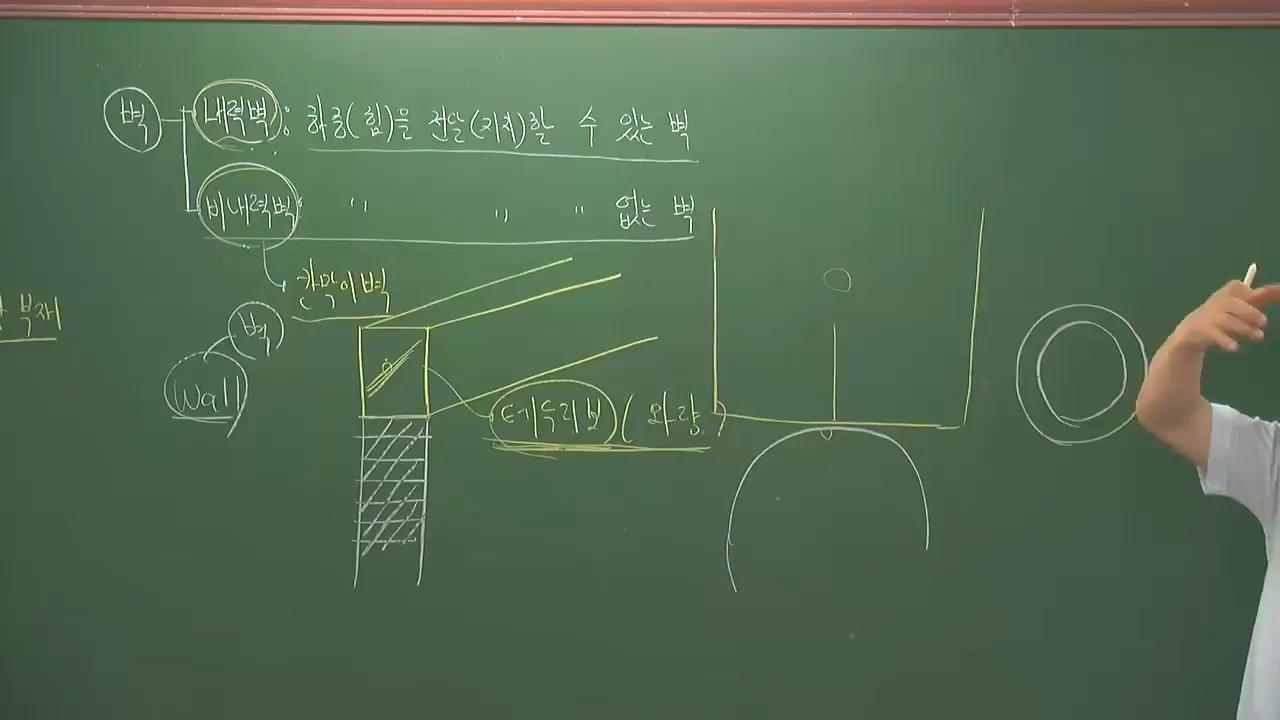 벽
내력벽: 하중(힘)을 전달(지지)할 수 있는 벽
비내력벽: " " " 없는 벽
칸막이벽
부재
벽
Wall
테두리보( )